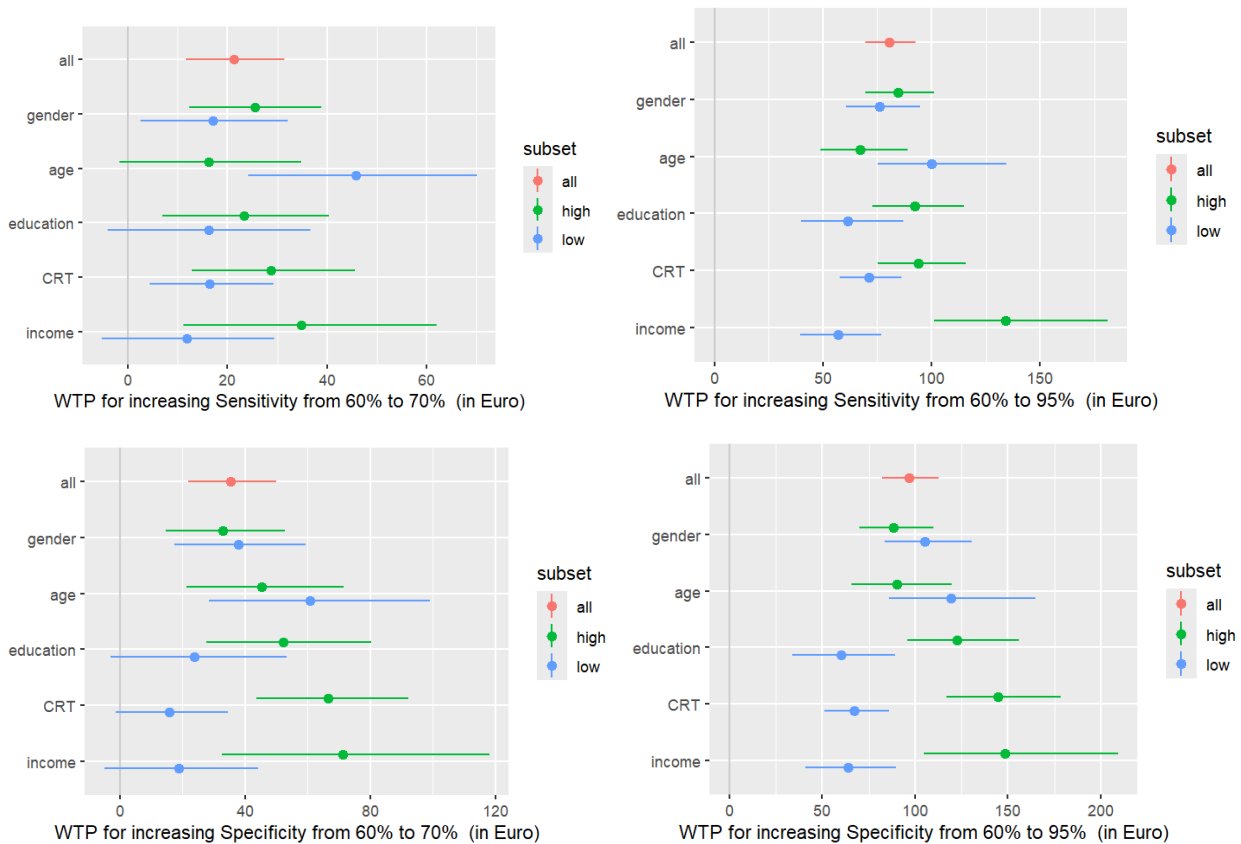 all
gender
age
education
CRT
income
0
20
40
60
WTP for increasing Sensitivity from 60% to 70%  (in Euro)
subset
all
high
low
all
gender
age
education
CRT
income
0
50
100
150
WTP for increasing Sensitivity from 60% to 95%  (in Euro)
subset
all
high
low
all
gender
age
education
CRT
income
0
40
80
120
WTP for increasing Specificity from 60% to 70%  (in Euro)
subset
all
high
low
all
gender
age
education
CRT
income
0
50
100
150
200
WTP for increasing Specificity from 60% to 95%  (in Euro)
subset
all
high
low